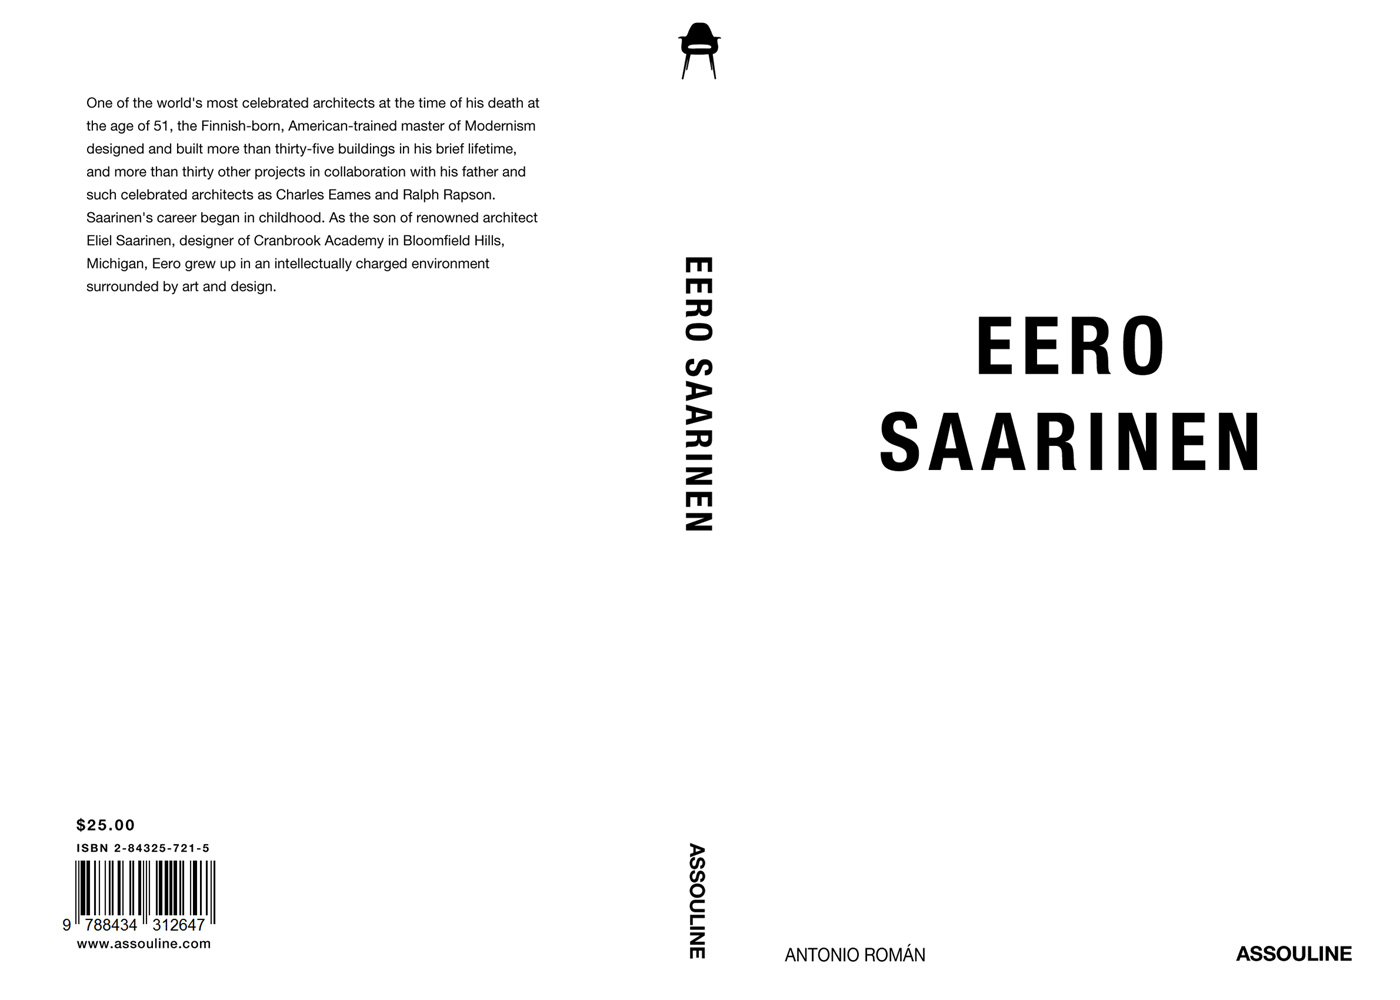 One of the world's most celebrated architects at the time of his death at
the age of 51, the Finnish-born, American-trained master of Modernism
designed and built more than thirty-five buildings in his brief lifetime,
and more than thirty other projects in collaboration with his father and
such celebrated architects as Charles Eames and Ralph Rapson.
Saarinen's career began in childhood. As the son of renowned architect
Eliel Saarinen, designer of Cranbrook Academy in Bloomfield Hills,
Michigan, Eero grew up in an intellectually charged environment
surrounded by art and design.
$25.00
ISBN 2-84325-721-5
9 788434 312647
www.assouline.com
EERO SAARINEN
ASSOULINE
EERO
SAARINEN
ANTONIO ROMÁN
ASSOULINE